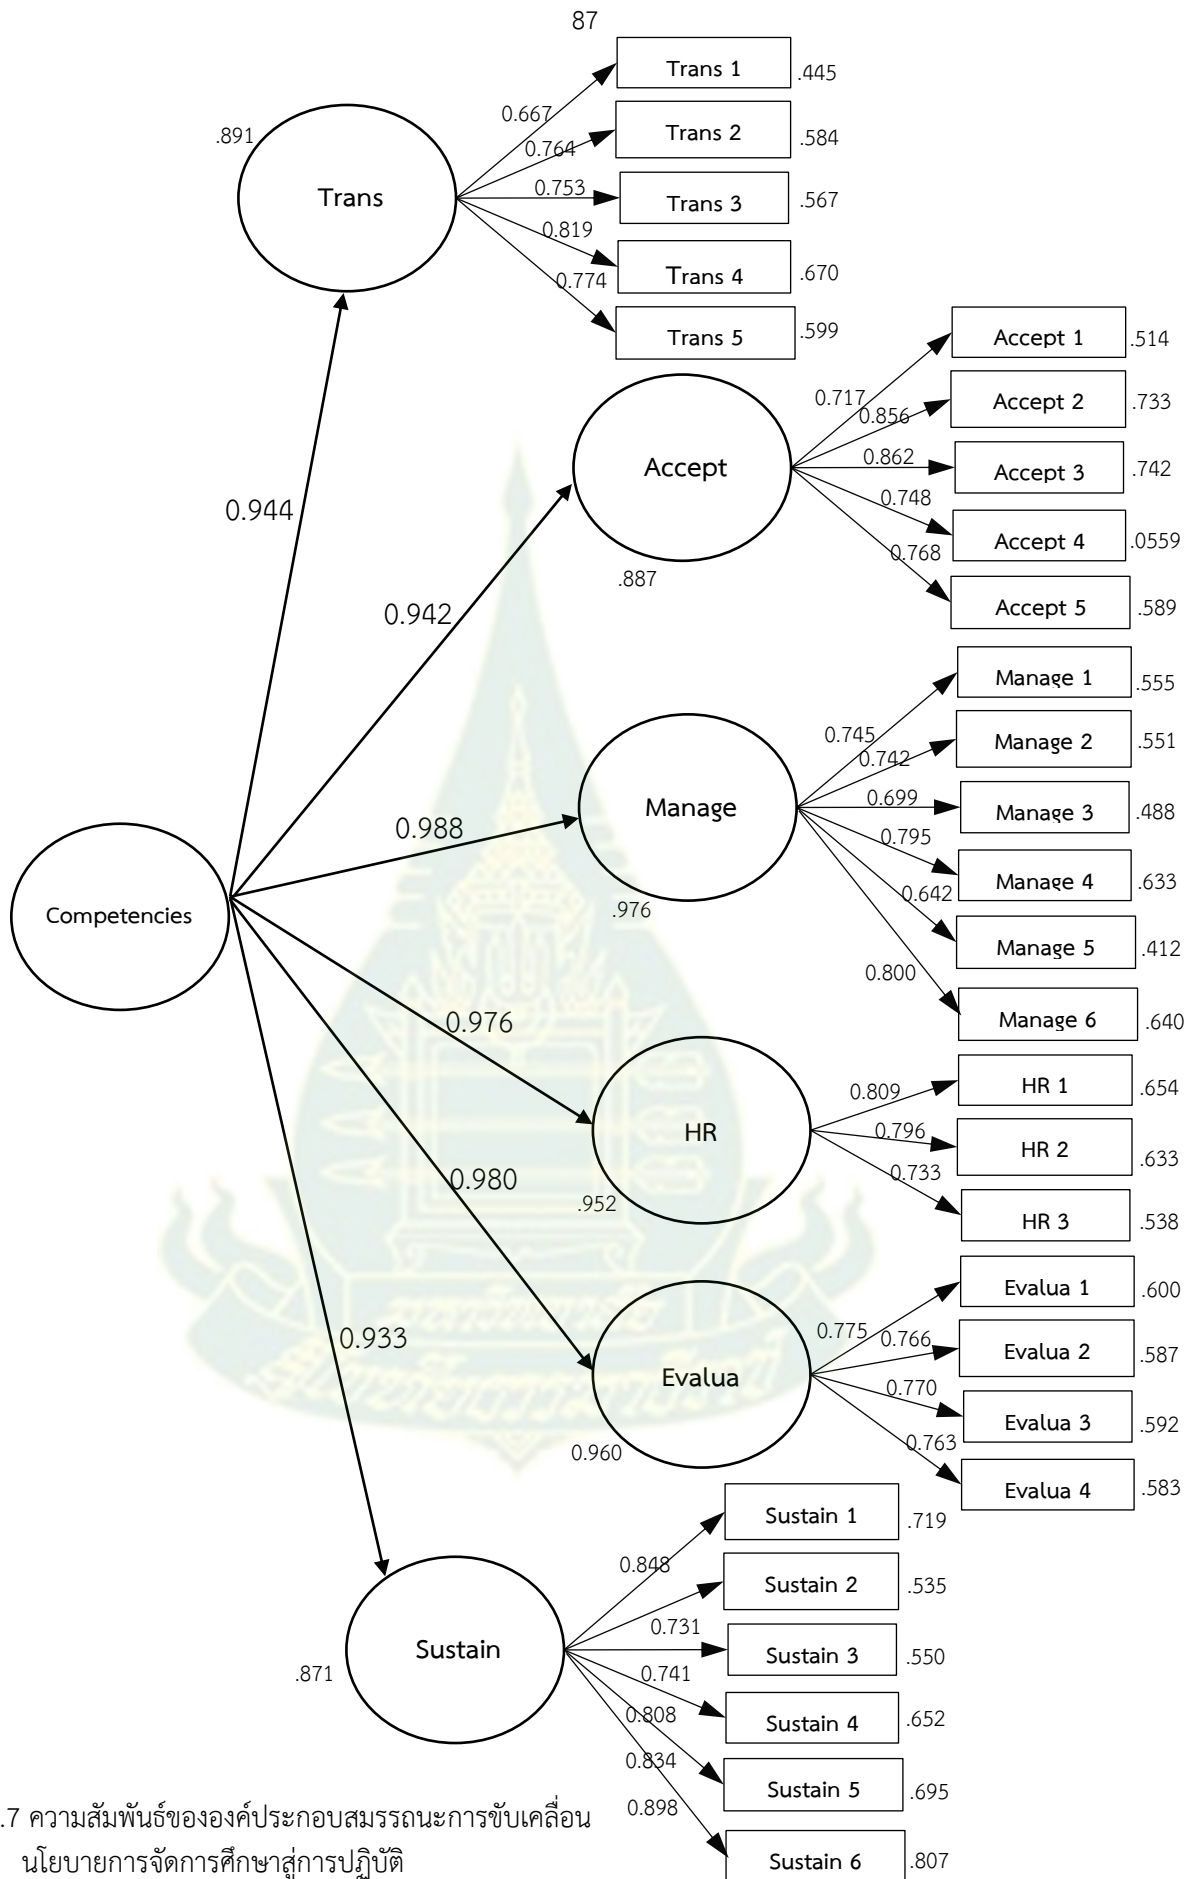 87
Trans 1
.445
0.667
.891
Trans 2
.584
0.764
Trans
0.753
Trans 3
.567
0.819
Trans 4
.670
0.774
Trans 5
.599
Accept 1
.514
0.717
Accept 2
.733
0.856
Accept
0.862
Accept 3
.742
0.748
Accept 4
.0559
0.768
Accept 5
.589
.887
0.944
0.942
Manage 1
.555
0.745
Manage 2
.551
0.742
Manage
0.699
Manage 3
.488
0.795
Manage 4
.633
0.642
Manage 5
.412
0.800
Manage 6
.640
.976
0.988
Competencies
0.976
HR 1
.654
0.809
HR
0.796
HR 2
.633
0.733
HR 3
.538
.952
0.980
Evalua 1
.600
0.775
0.766
Evalua 2
.587
Evalua
0.770
Evalua 3
.592
0.763
Evalua 4
.583
0.960
0.933
Sustain 1
.719
0.848
Sustain 2
.535
0.731
Sustain
Sustain 3
.550
.871
0.741
Sustain 4
.652
0.808
0.834
Sustain 5
.695
0.898
Sustain 6
.807
.7 ความสัมพันธ์ขององค์ประกอบสมรรถนะการขับเคลื่อน
นโยบายการจัดการศึกษาสู่การปฏิบัติ